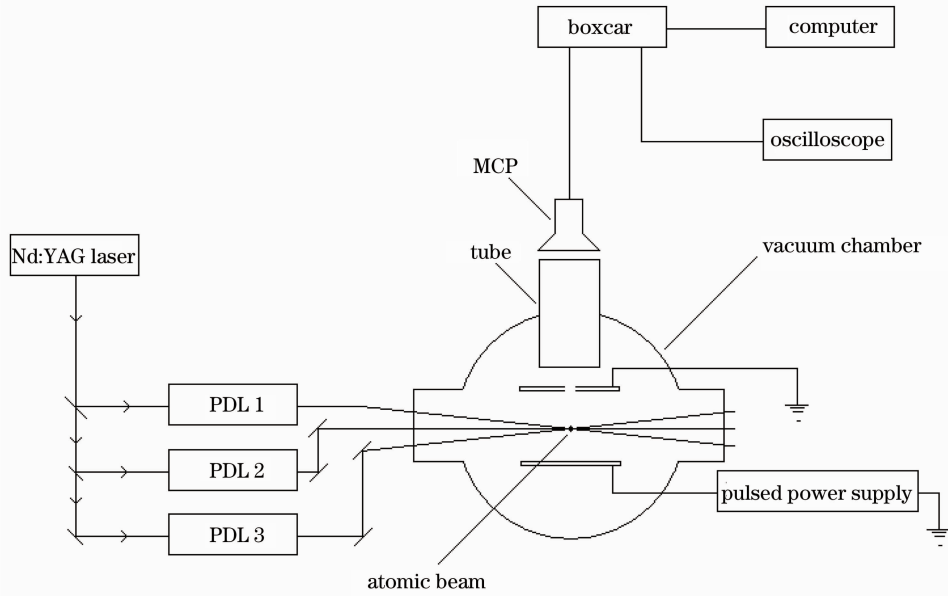 boxcar
computer
oscilloscope
MCP
Nd:YAG laser
tube
vacuum chamber
PDL 1
PDL 2
PDL 3
pulsed power supply
atomic beam